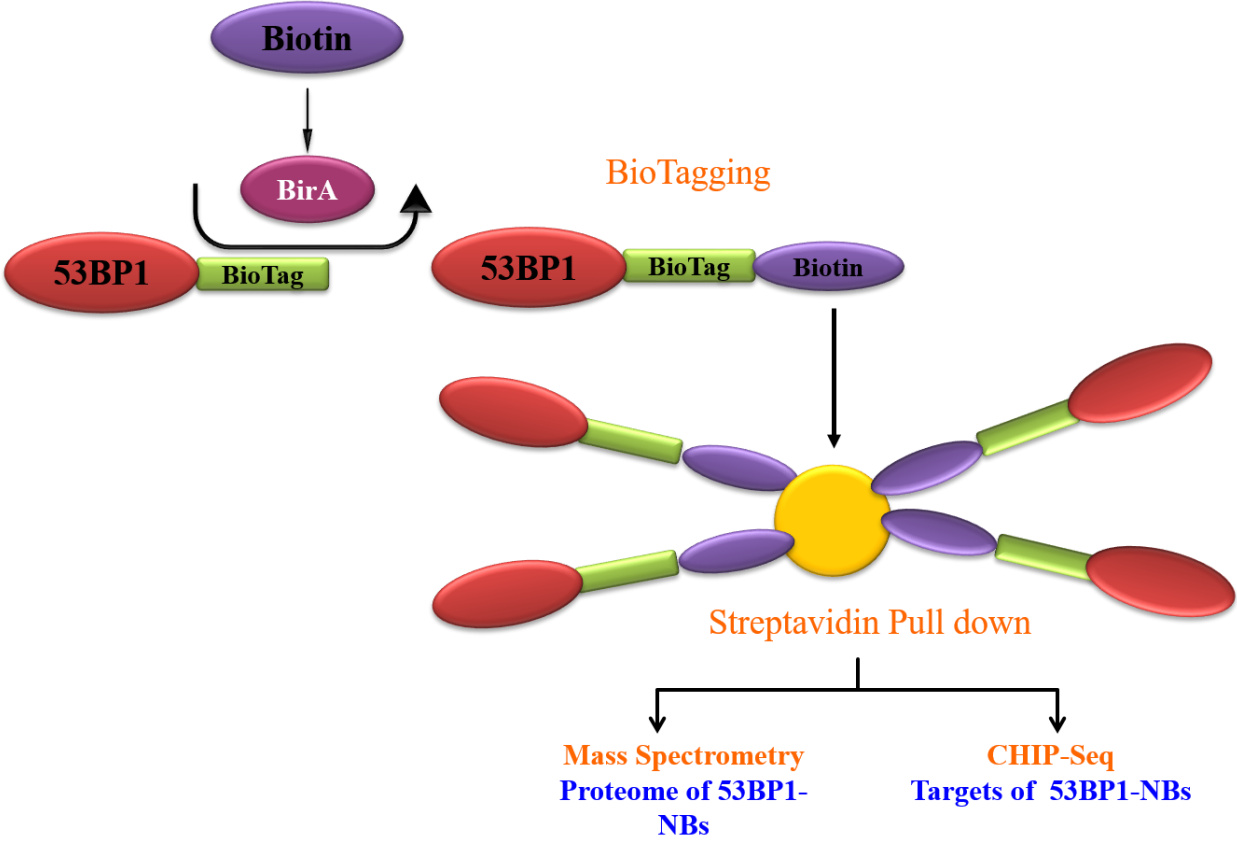 Biotin
BirA
BioTagging
53BP1
BioTag
53BP1
BioTag
Biotin
Streptavidin Pull down
Mass Spectrometry
Proteome of 53BP1-
NBs
CHIP-Seq
Targets of 53BP1-NBs